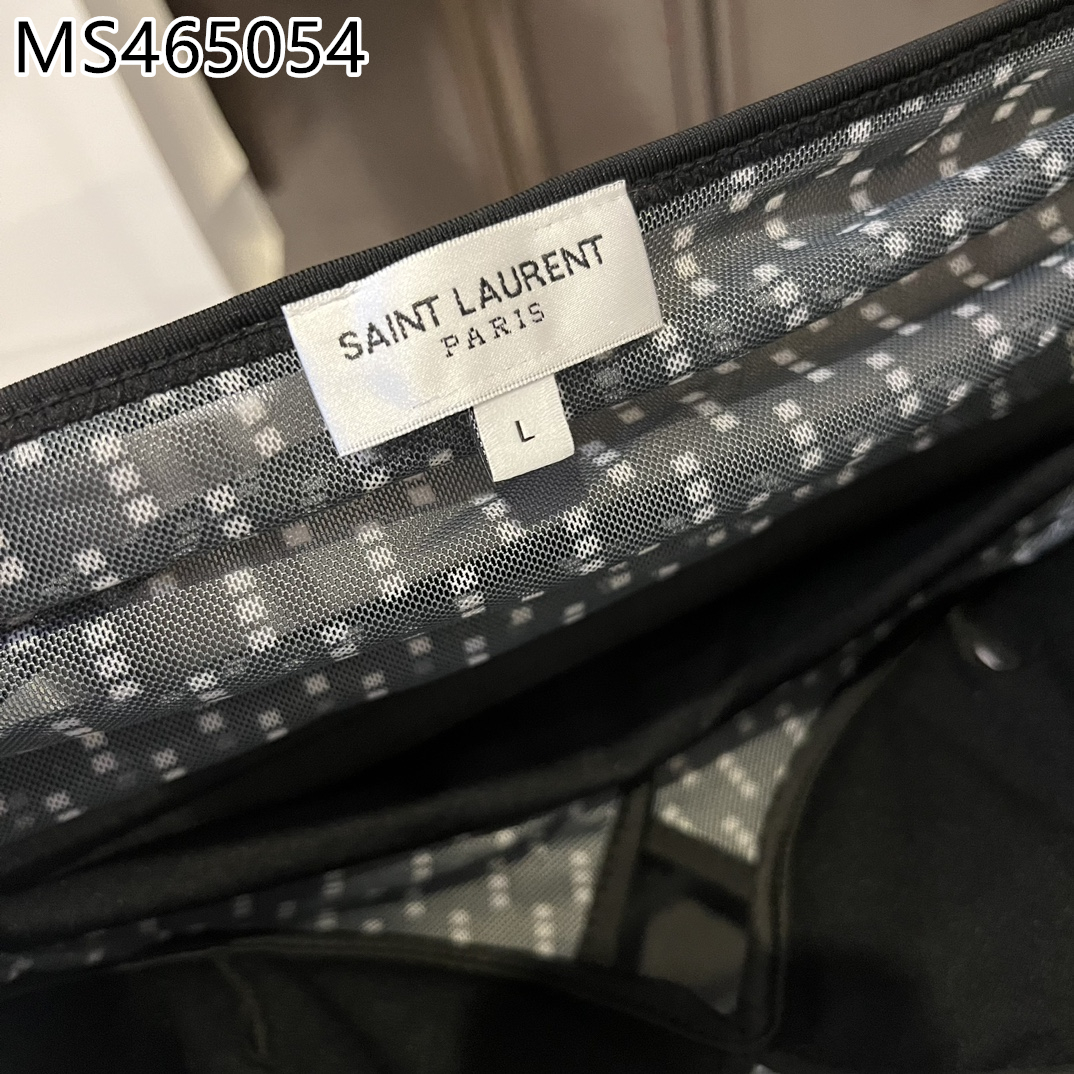 MS465054
SAINT LAURENT
PARIS
L